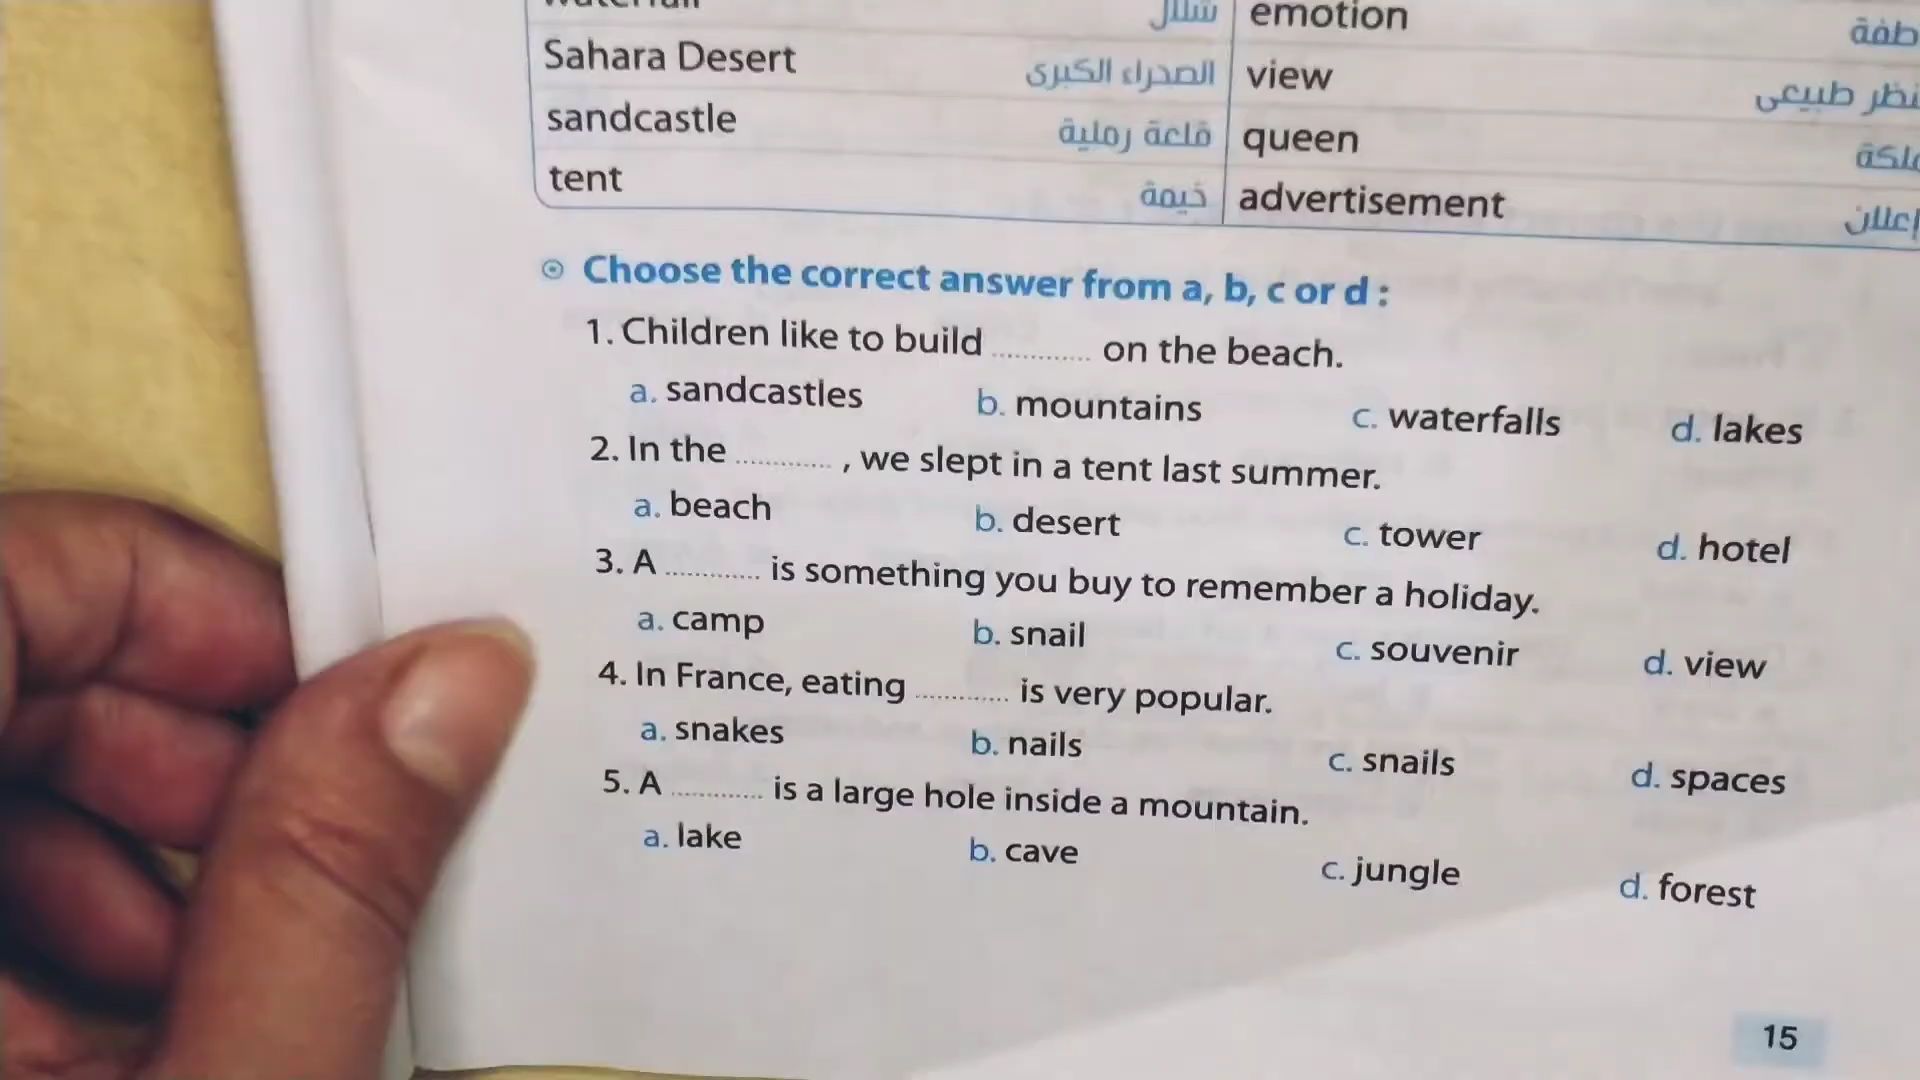 شلال emotion
Sahara Desert الصحراء الكبرى view
sandcastle قلعة رملية queen
tent خيمة advertisement إعلان
Choose the correct answer from a, b, c or d :
1. Children like to build ............ on the beach.
a. sandcastles b. mountains c. waterfalls d. lakes
2. In the ............ , we slept in a tent last summer.
a. beach b. desert c. tower d. hotel
3. A ............ is something you buy to remember a holiday.
a. camp b. snail c. souvenir d. view
4. In France, eating ............ is very popular.
a. snakes b. nails c. snails d. spaces
5. A ............ is a large hole inside a mountain.
a. lake b. cave c. jungle d. forest
15